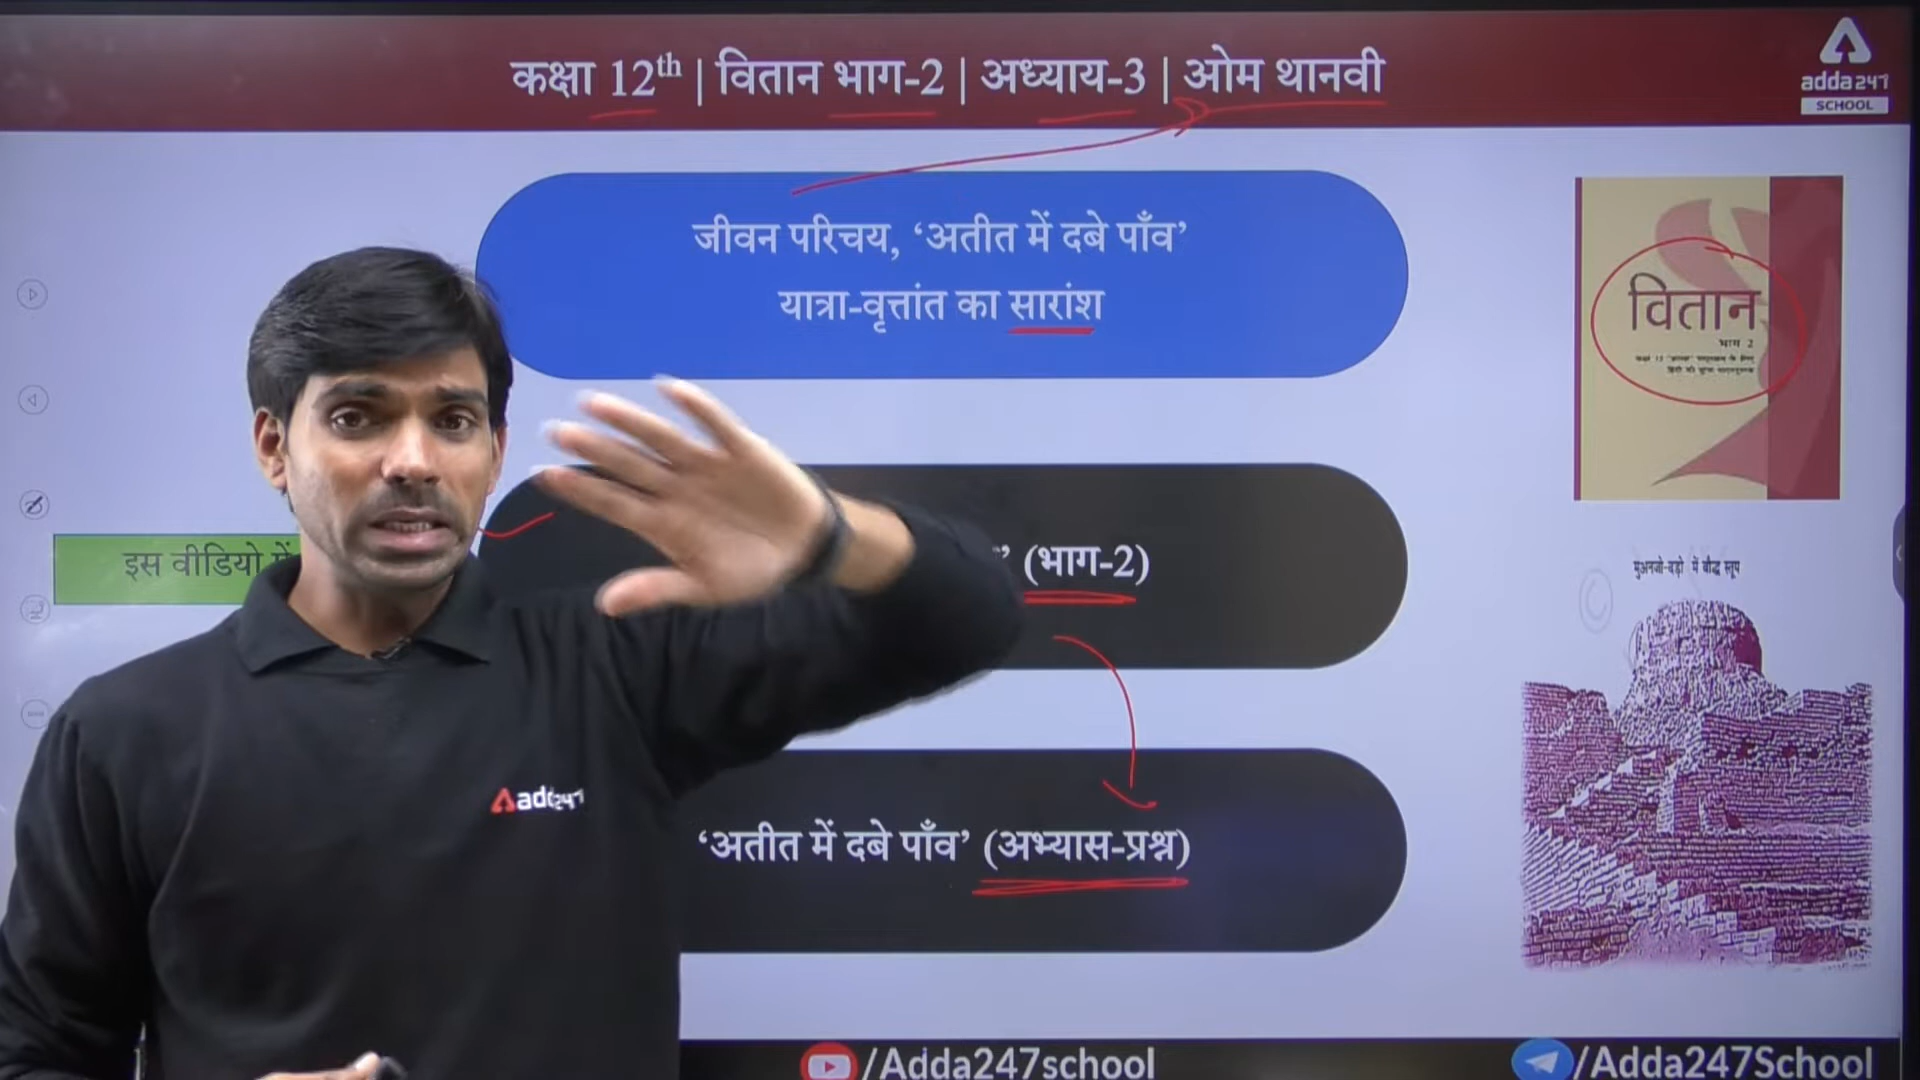 कक्षा 12th | वितान भाग-2 | अध्याय-3 | ओम थानवी
adda247
SCHOOL
जीवन परिचय, ‘अतीत में दबे पाँव’
यात्रा-वृत्तांत का सारांश
वितान
भाग 2
इस वीडियो में
’ (भाग-2)
मुअनजो-दड़ो में बौद्ध स्तूप
adda247
‘अतीत में दबे पाँव’ (अभ्यास-प्रश्न)
/Adda247school
/Adda247School